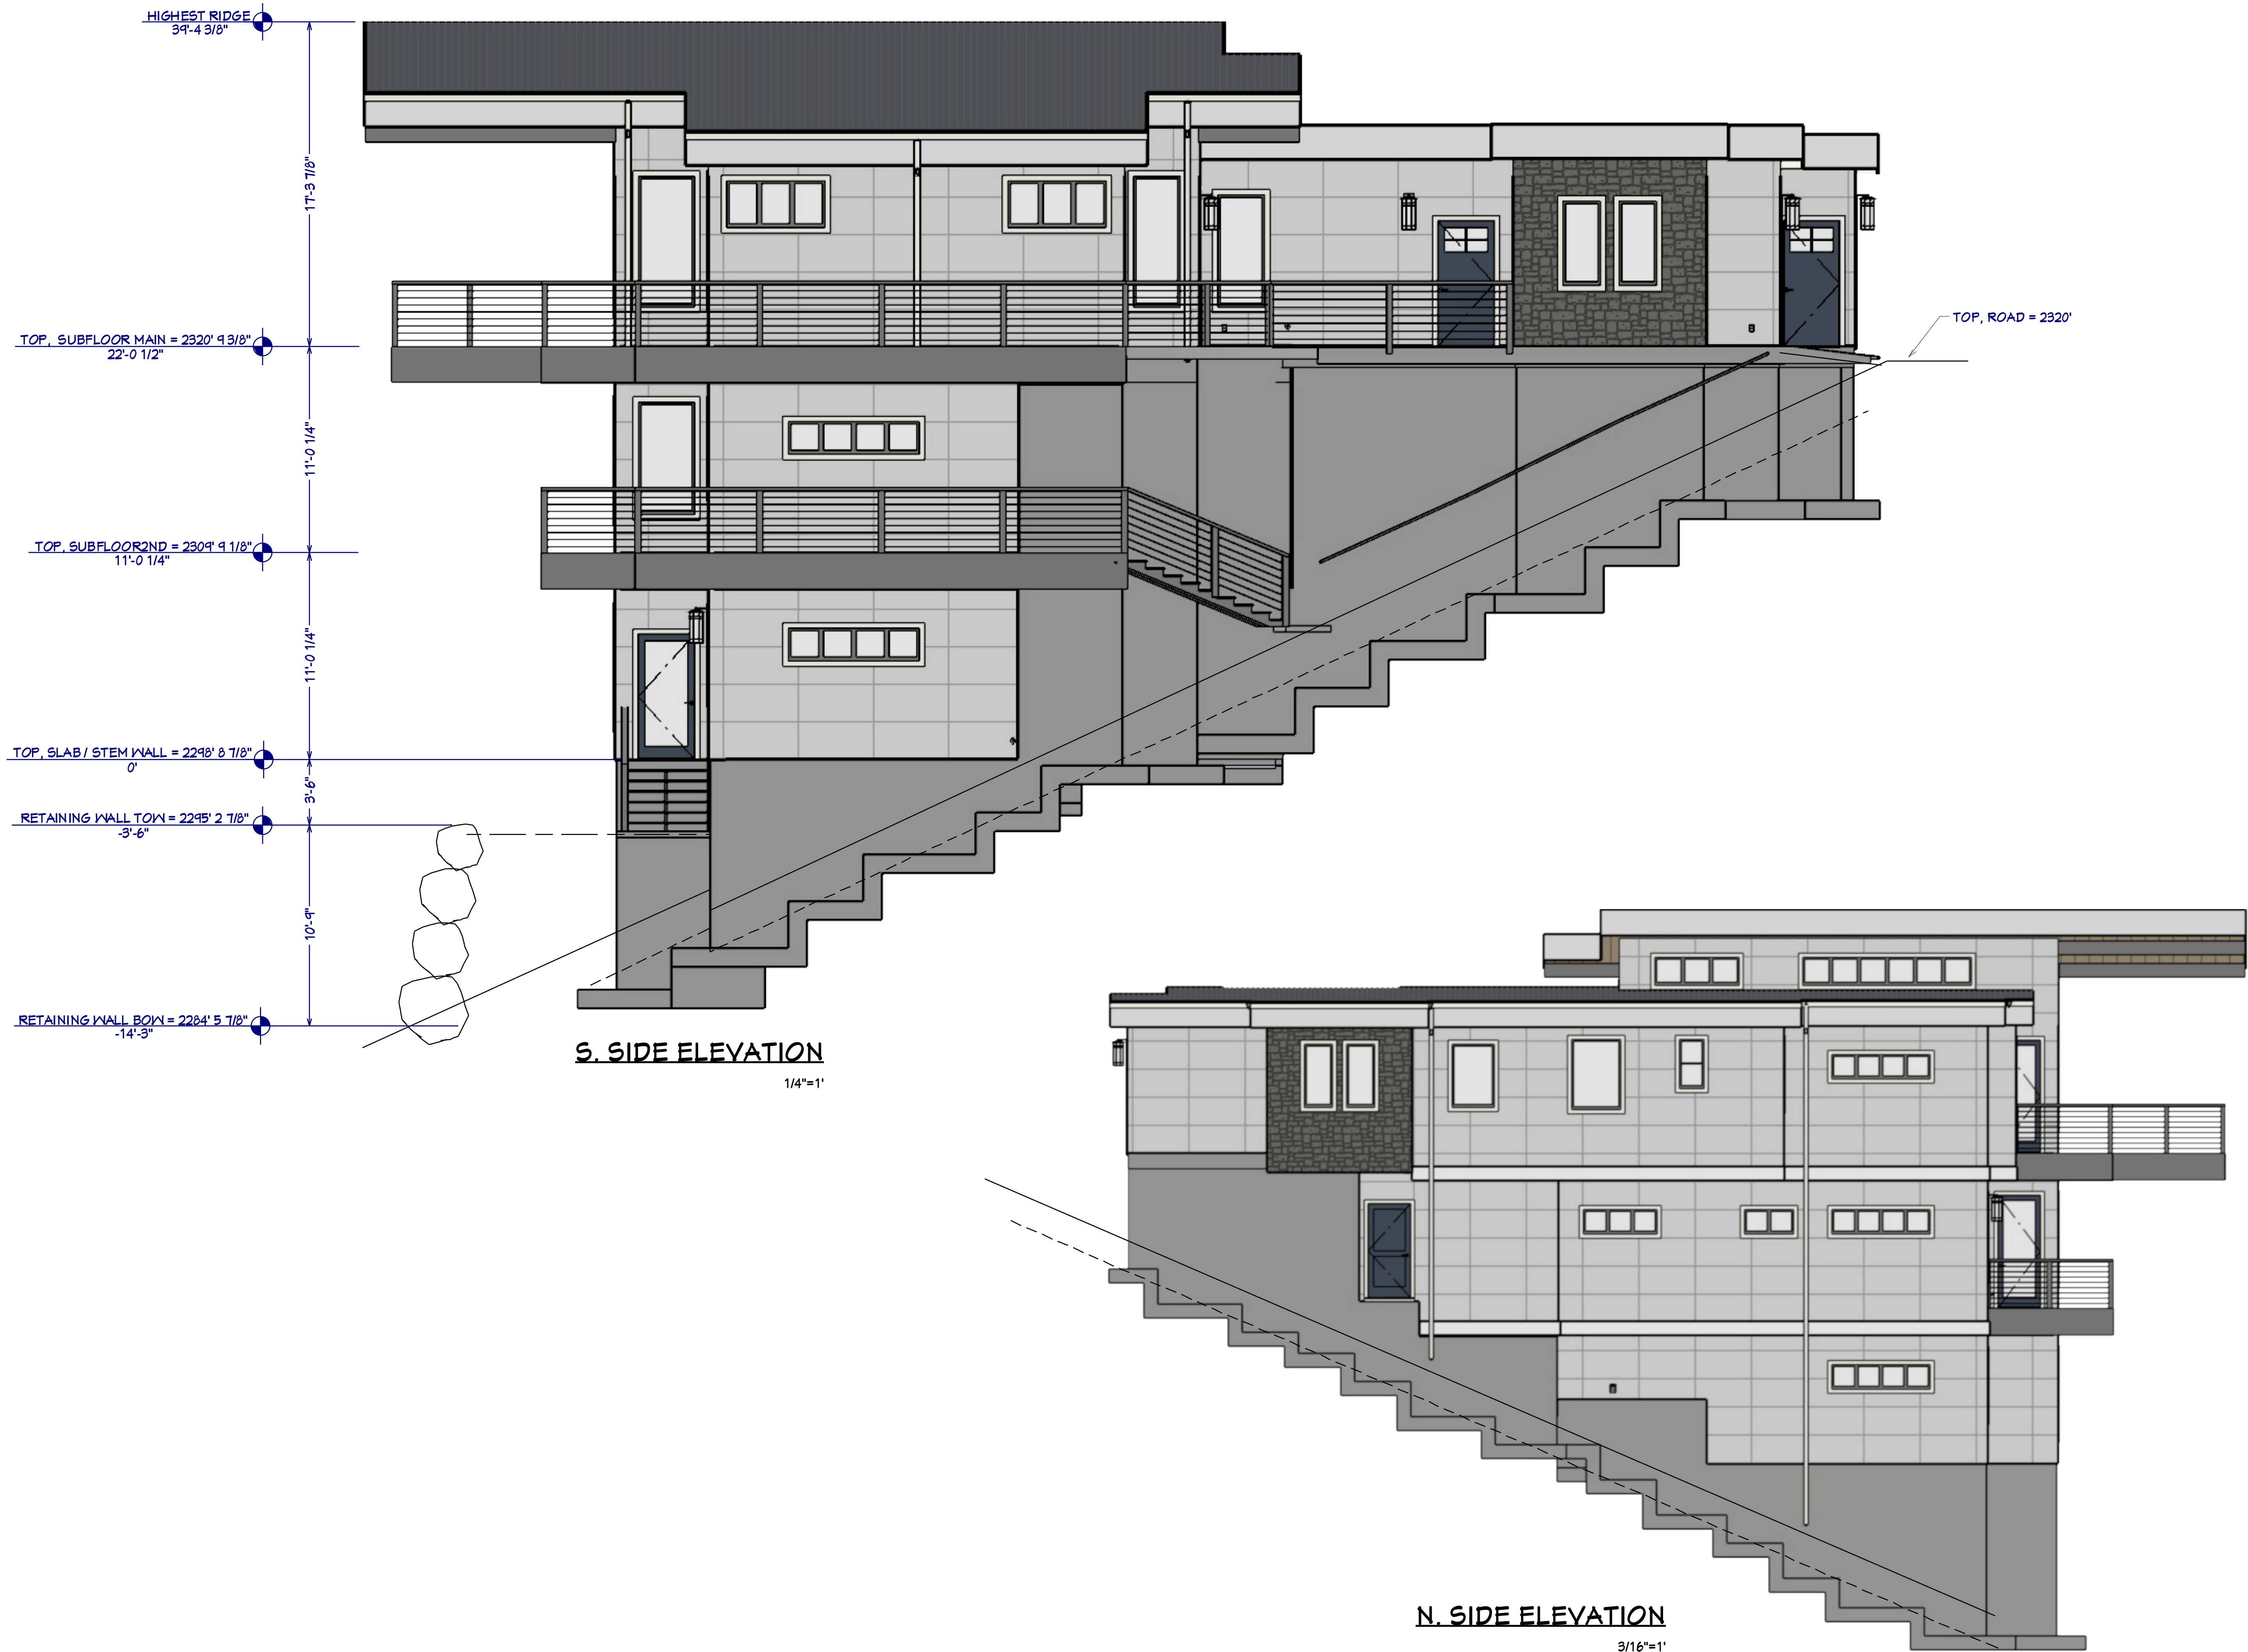 HIGHEST RIDGE
39'-4 3/8"
17'-3 7/8"
TOP, SUBFLOOR MAIN = 2320' 9 3/8"
22'-0 1/2"
TOP, ROAD = 2320'
11'-0 1/4"
TOP, SUBFLOOR2ND = 2309' 9 1/8"
11'-0 1/4"
11'-0 1/4"
TOP, SLAB / STEM WALL = 2298' 8 7/8"
0'
3'-6"
RETAINING WALL TOW = 2295' 2 7/8"
-3'-6"
10'-9"
RETAINING WALL BOW = 2284' 5 7/8"
-14'-3"
S. SIDE ELEVATION
1/4"=1'
N. SIDE ELEVATION
3/16"=1'